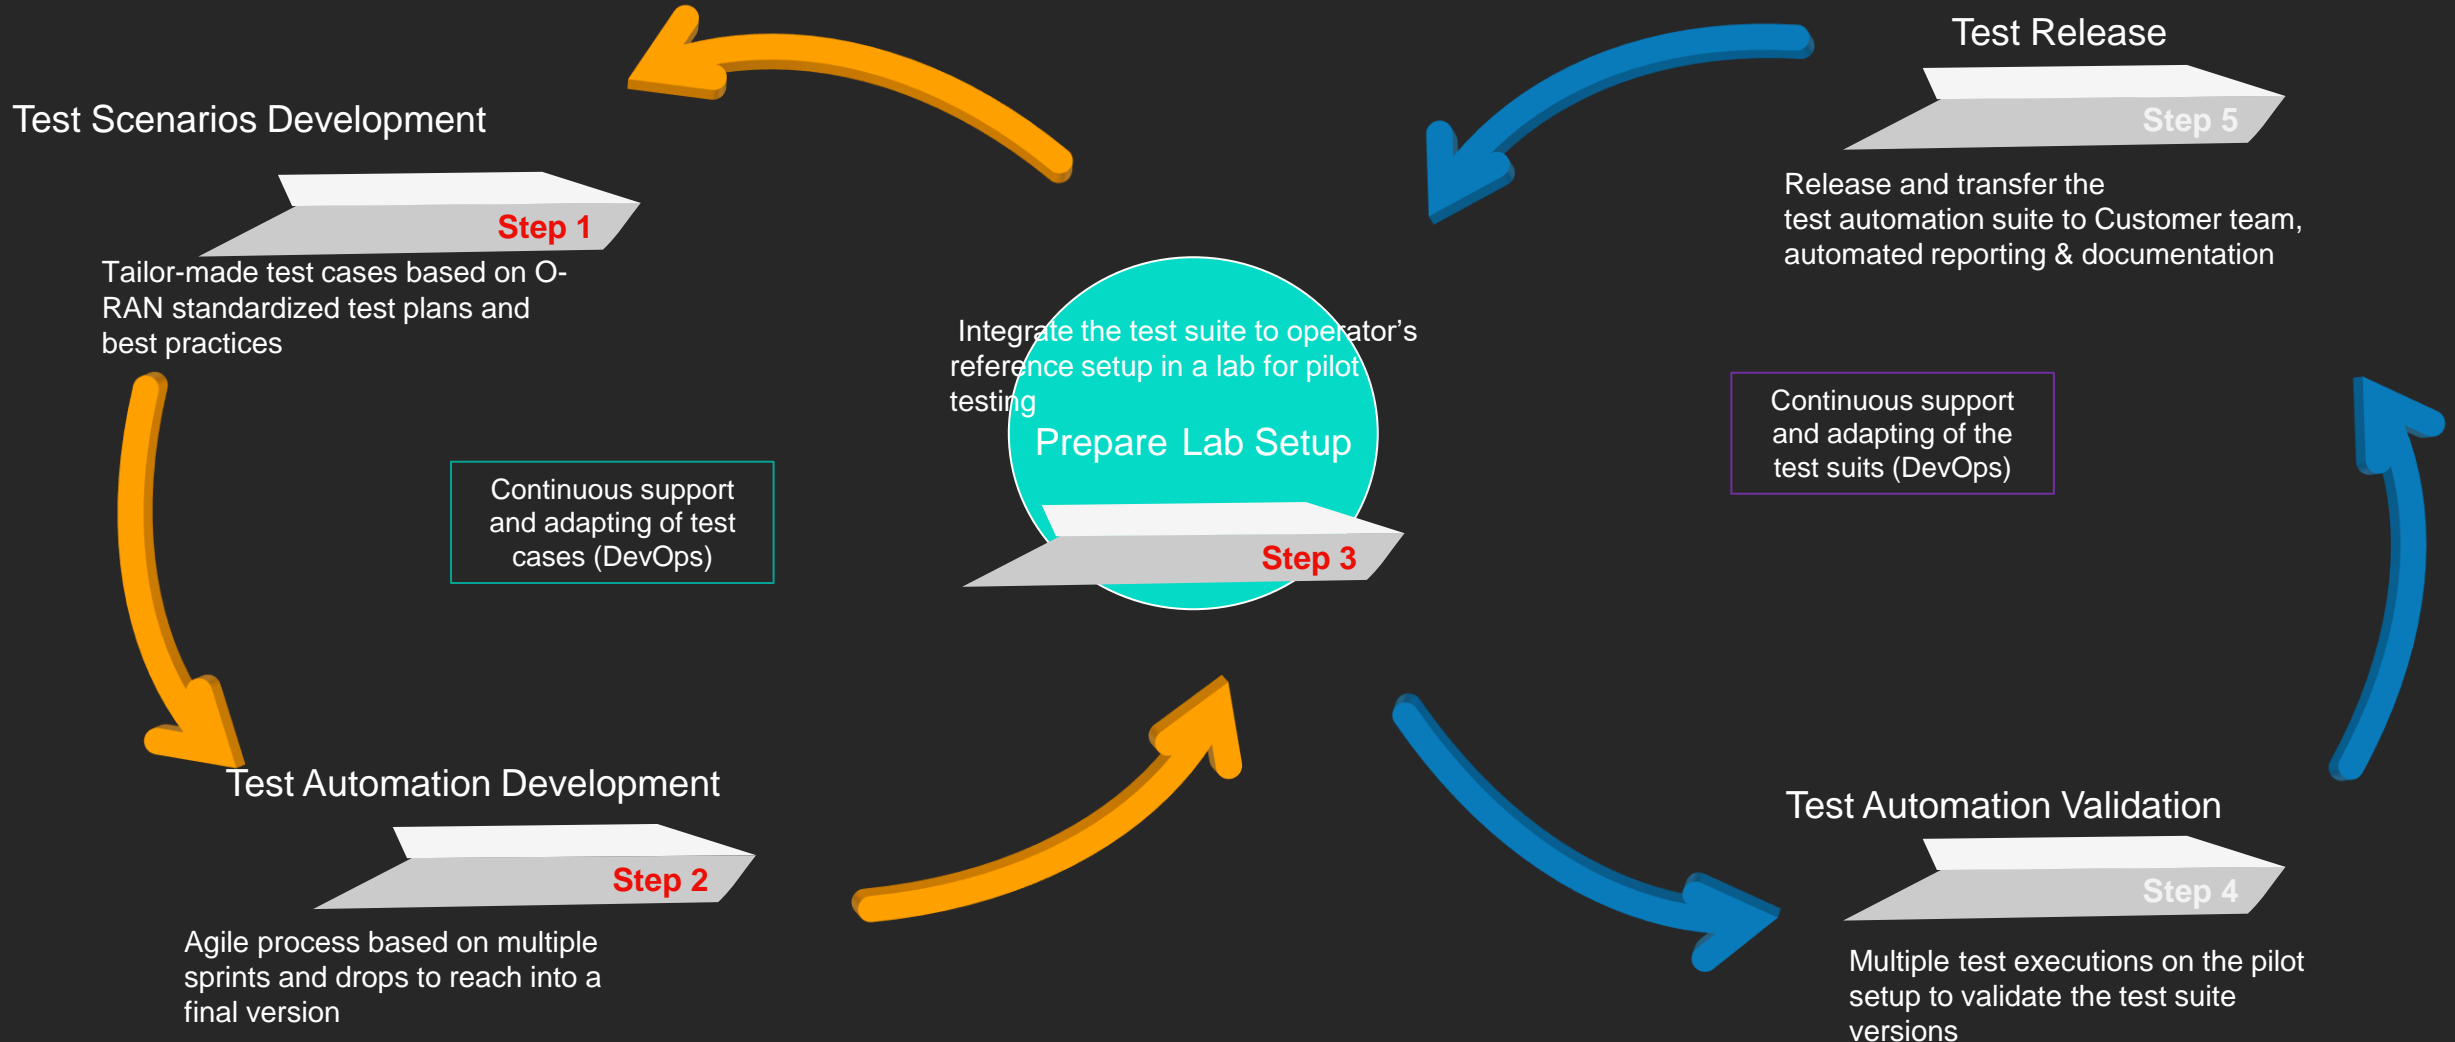 Test Scenarios Development
Step 1
Tailor-made test cases based on O-
RAN standardized test plans and
best practices
Continuous support
and adapting of test
cases (DevOps)
Test Automation Development
Step 2
Agile process based on multiple
sprints and drops to reach into a
final version
Integrate the test suite to operator’s
reference setup in a lab for pilot
testing
Prepare Lab Setup
Step 3
Test Release
Step 5
Release and transfer the
test automation suite to Customer team,
automated reporting & documentation
Continuous support
and adapting of the
test suits (DevOps)
Test Automation Validation
Step 4
Multiple test executions on the pilot
setup to validate the test suite
versions